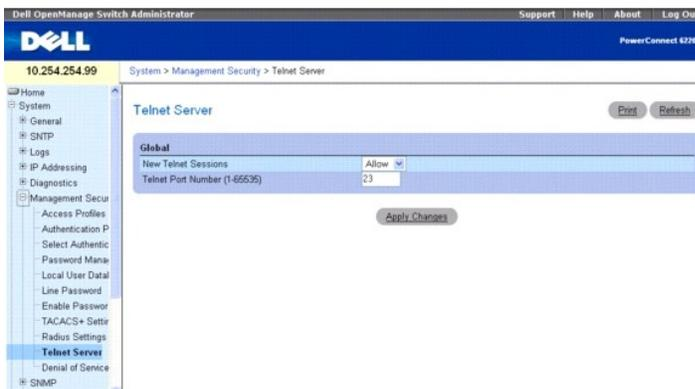 Dell OpenManage Switch Administrator
Support Help About Log Ou
DELL
PowerConnect 622
10.254.254.99
System > Management Security > Telnet Server
Home
System
General
SNTP
Logs
IP Addressing
Diagnostics
Management Secur
Access Profiles
Authentication P
Select Authentic
Password Mana
Local User Datal
Line Password
Enable Passwor
TACACS+ Settir
Radius Settings
Telnet Server
Denial of Service
SNMP
Telnet Server
Print Refresh
Global
New Telnet Sessions Allow
Telnet Port Number (1-65535) 23
Apply Changes